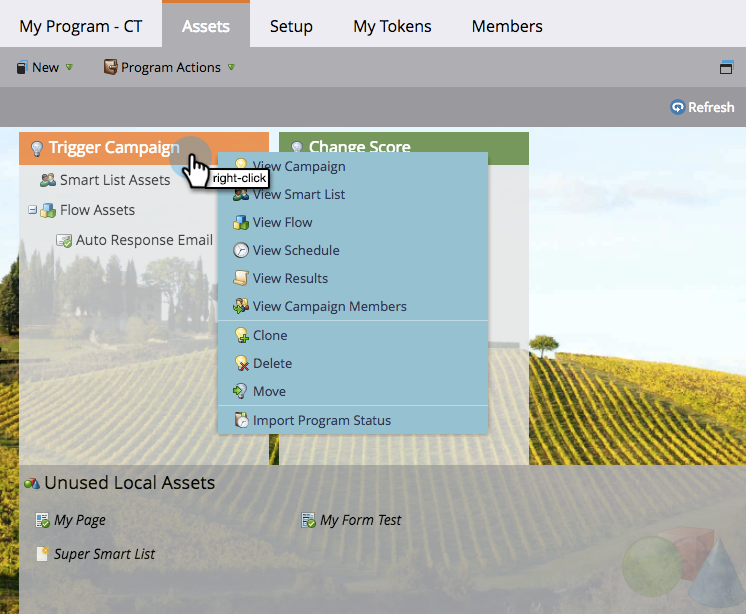 My Program - CT Assets Setup My Tokens Members
New Program Actions
Refresh
Trigger Campaign Change Score
right-click
View Campaign
Smart List Assets View Smart List
Flow Assets View Flow
Auto Response Email View Schedule
View Results
View Campaign Members
Clone
Delete
Move
Import Program Status
Unused Local Assets
My Page My Form Test
Super Smart List